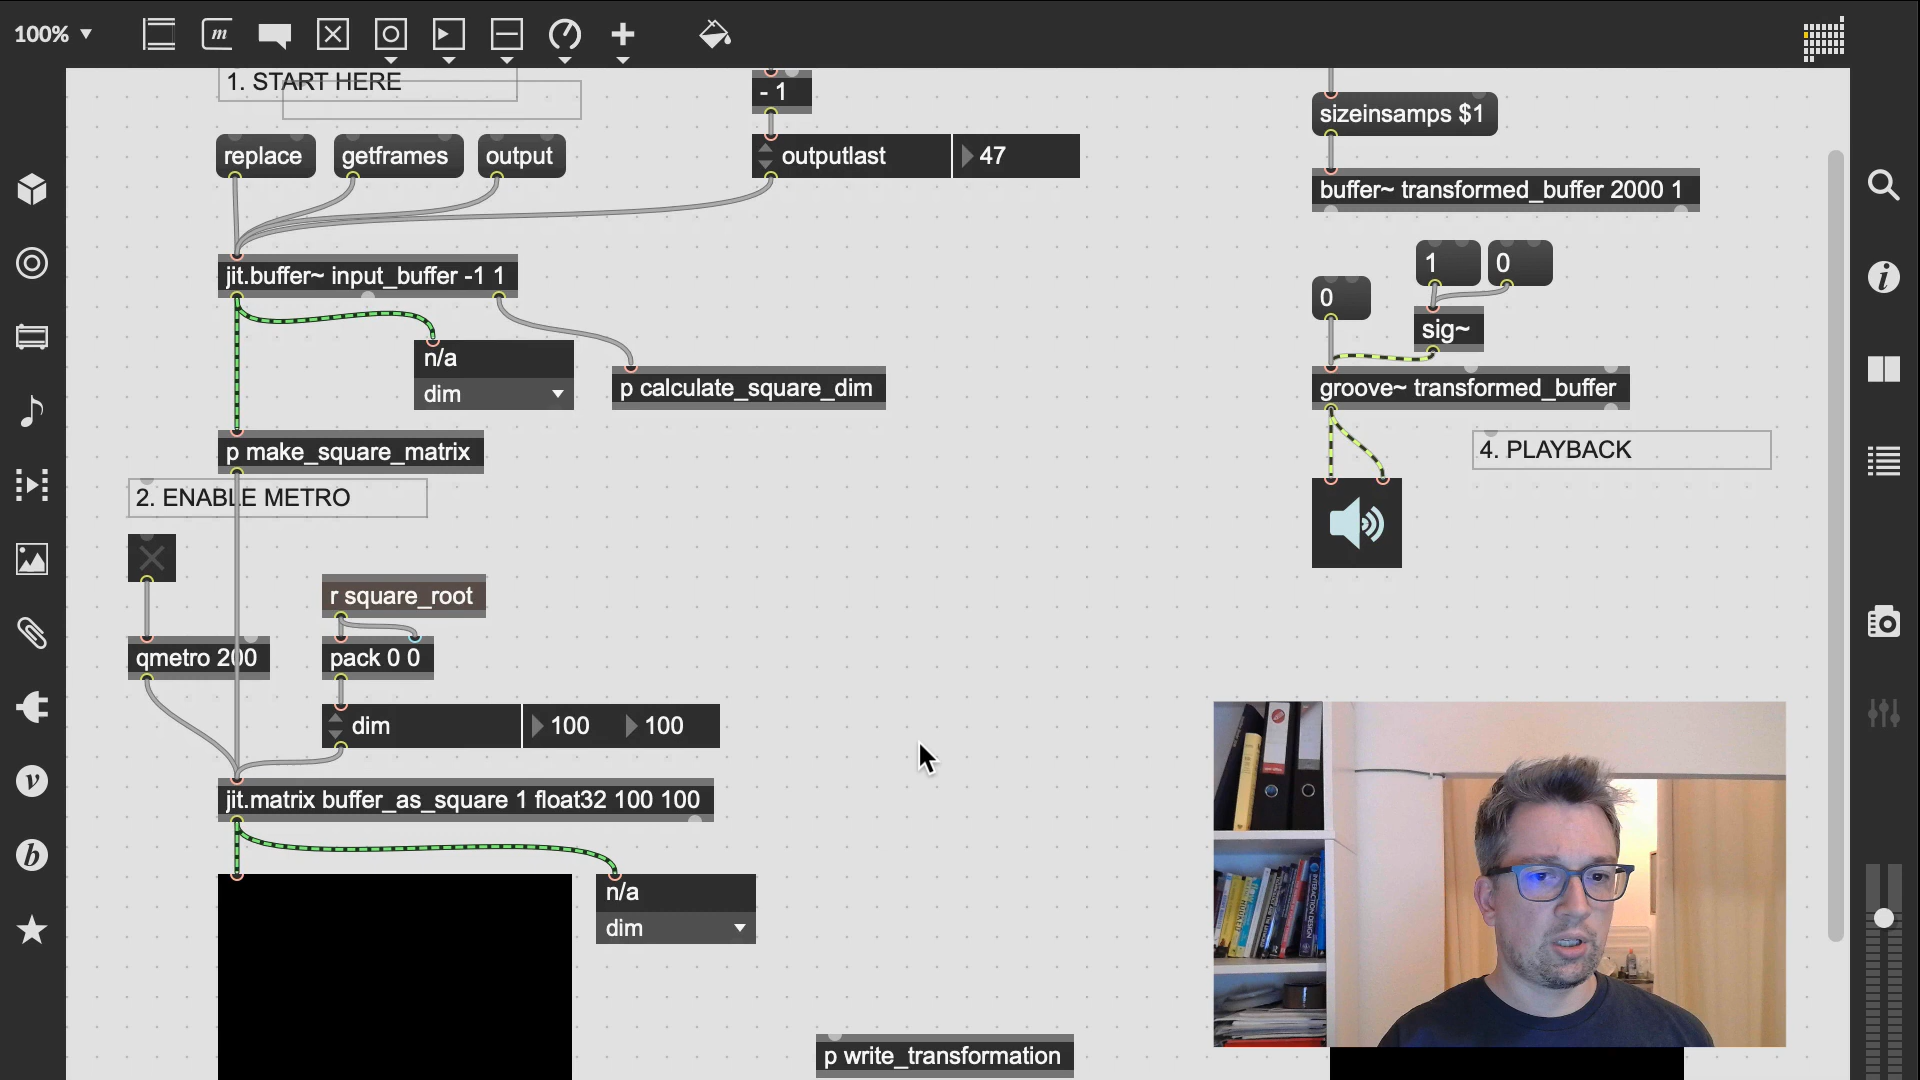 100%
m
1. START HERE
- 1
sizeinsamps $1
replace
getframes
output
outputlast
47
buffer~ transformed_buffer 2000 1
jit.buffer~ input_buffer -1 1
1
0
0
sig~
n/a
dim
p calculate_square_dim
groove~ transformed_buffer
p make_square_matrix
4. PLAYBACK
2. ENABLE METRO
r square_root
qmetro 200
pack 0 0
dim
100
100
jit.matrix buffer_as_square 1 float32 100 100
v
b
i
n/a
dim
p write_transformation
INTERACTION DESIGN